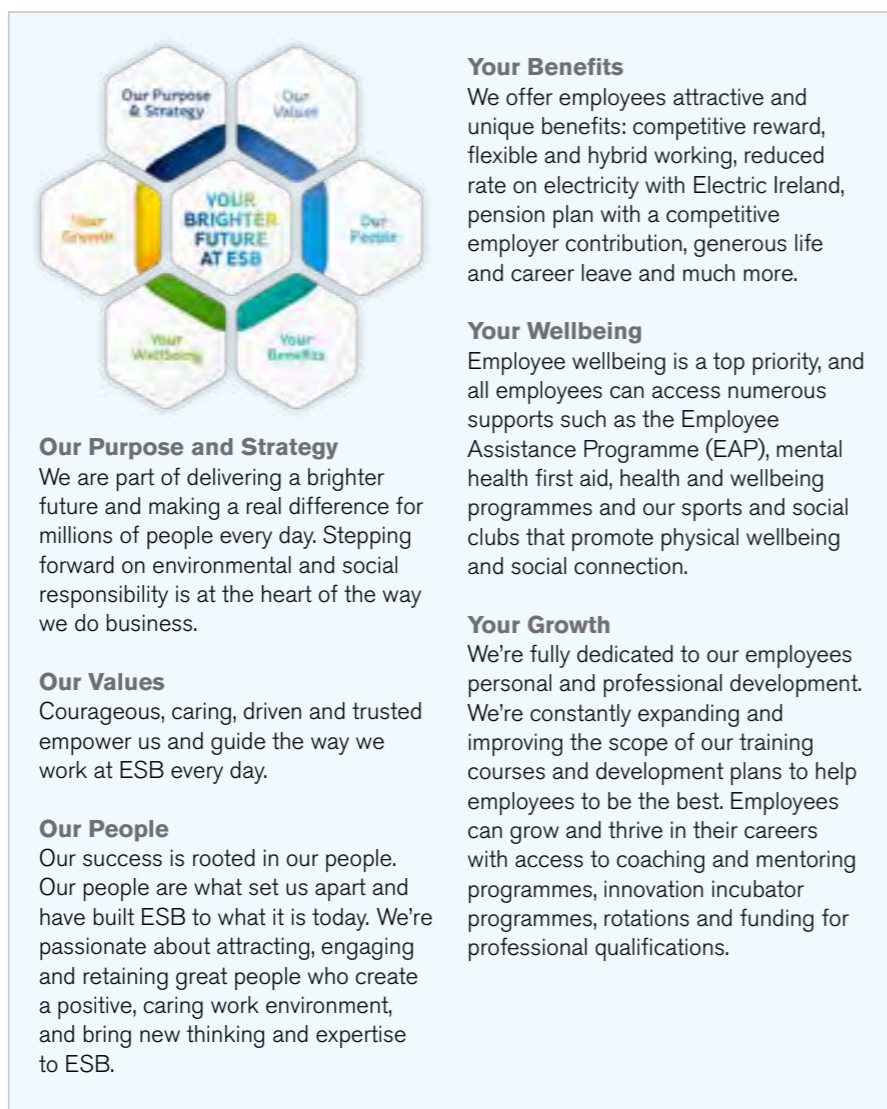 Our Purpose
& Strategy
Our
Values
Your
Growth
YOUR
BRIGHTER
FUTURE
AT ESB
Our
People
Your
Wellbeing
Your
Benefits
Our Purpose and Strategy
We are part of delivering a brighter
future and making a real difference for
millions of people every day. Stepping
forward on environmental and social
responsibility is at the heart of the way
we do business.
Our Values
Courageous, caring, driven and trusted
empower us and guide the way we
work at ESB every day.
Our People
Our success is rooted in our people.
Our people are what set us apart and
have built ESB to what it is today. We’re
passionate about attracting, engaging
and retaining great people who create
a positive, caring work environment,
and bring new thinking and expertise
to ESB.
Your Benefits
We offer employees attractive and
unique benefits: competitive reward,
flexible and hybrid working, reduced
rate on electricity with Electric Ireland,
pension plan with a competitive
employer contribution, generous life
and career leave and much more.
Your Wellbeing
Employee wellbeing is a top priority, and
all employees can access numerous
supports such as the Employee
Assistance Programme (EAP), mental
health first aid, health and wellbeing
programmes and our sports and social
clubs that promote physical wellbeing
and social connection.
Your Growth
We’re fully dedicated to our employees
personal and professional development.
We’re constantly expanding and
improving the scope of our training
courses and development plans to help
employees to be the best. Employees
can grow and thrive in their careers
with access to coaching and mentoring
programmes, innovation incubator
programmes, rotations and funding for
professional qualifications.